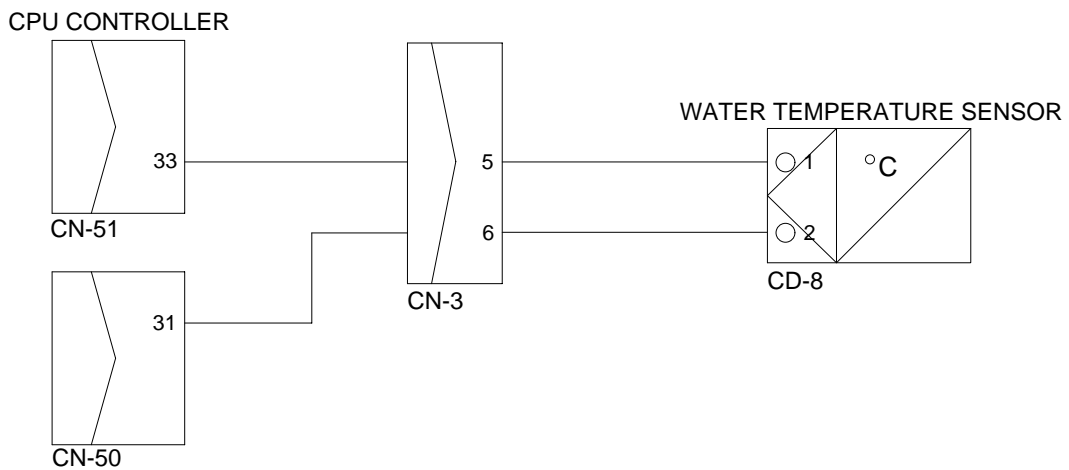 CPU CONTROLLER
WATER TEMPERATURE SENSOR
33
5
1
°C
CN-51
6
2
CD-8
CN-3
31
CN-50